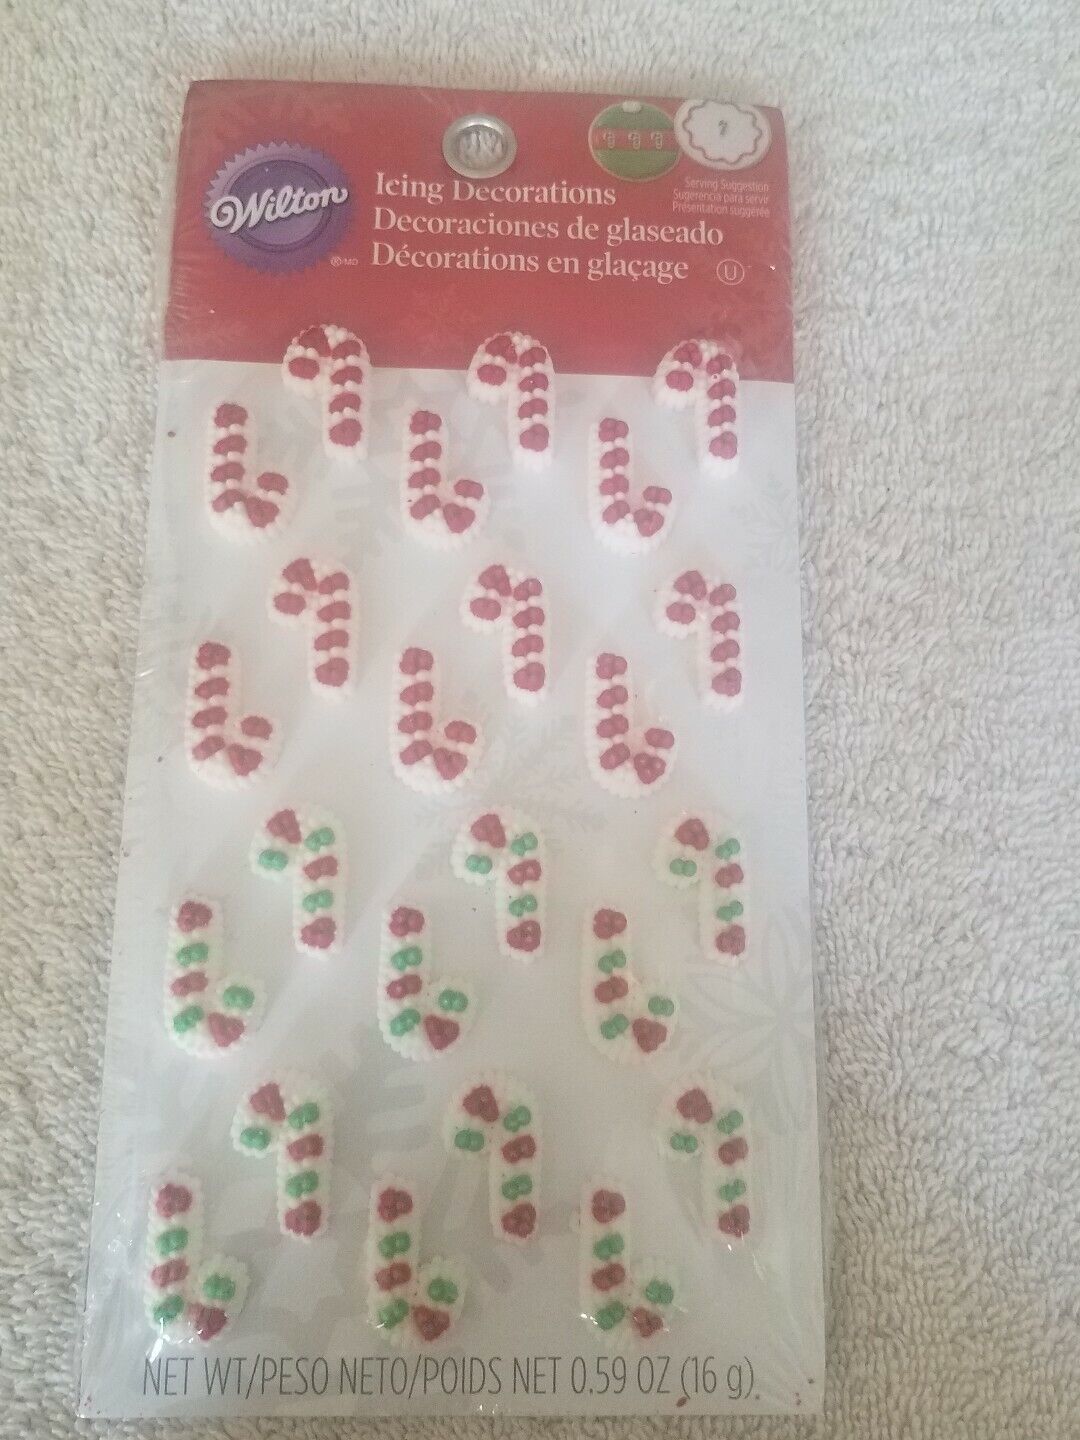 Wilton
®/MD
Icing Decorations
Decoraciones de glaseado
Décorations en glaçage
U
Serving Suggestion
Sugerencia para servir
Présentation suggérée
NET WT/PESO NETO/POIDS NET 0.59 OZ (16 g).